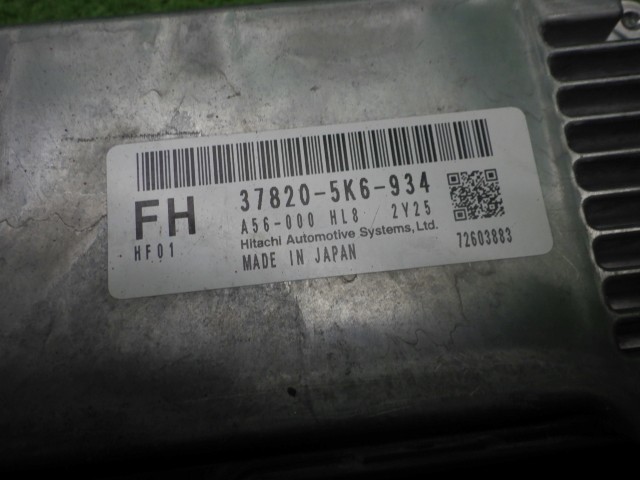 FH
HF01
37820-5K6-934
A56-000 HL8 2Y25
Hitachi Automotive Systems,Ltd.
MADE IN JAPAN
72603883